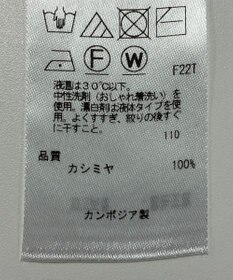 F
W
F22T
液温は30℃以下。
中性洗剤（おしゃれ着洗い）を
使用。漂白剤は液体タイプを使
用。よくすすぎ、絞りの後すぐ
に干すこと。
110
品質
カシミヤ 100%
カンボジア製